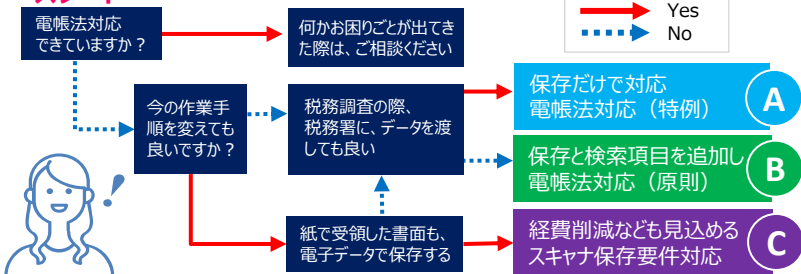 電帳法対応
できていますか？
何かお困りごとが出てき
た際は、ご相談ください
Yes
No
今の作業手
順を変えても
良いですか？
税務調査の際、
税務署に、データを渡
しても良い
保存だけで対応
電帳法対応（特例）
A
保存と検索項目を追加し
電帳法対応（原則）
B
紙で受領した書面も、
電子データで保存する
経費削減なども見込める
スキャナ保存要件対応
C